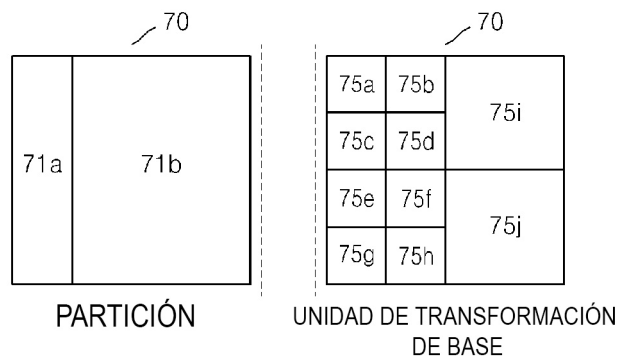 70
70
71a
71b
75a
75b
75c
75d
75e
75f
75g
75h
75i
75j
PARTICIÓN
UNIDAD DE TRANSFORMACIÓN
DE BASE